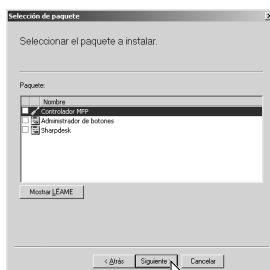 Selección de paquete
Seleccionar el paquete a instalar.
Paquete:
Nombre
Controlador MFP
Administrador de botones
Sharpdesk
Mostrar LÉAME
< Atrás
Siguiente >
Cancelar